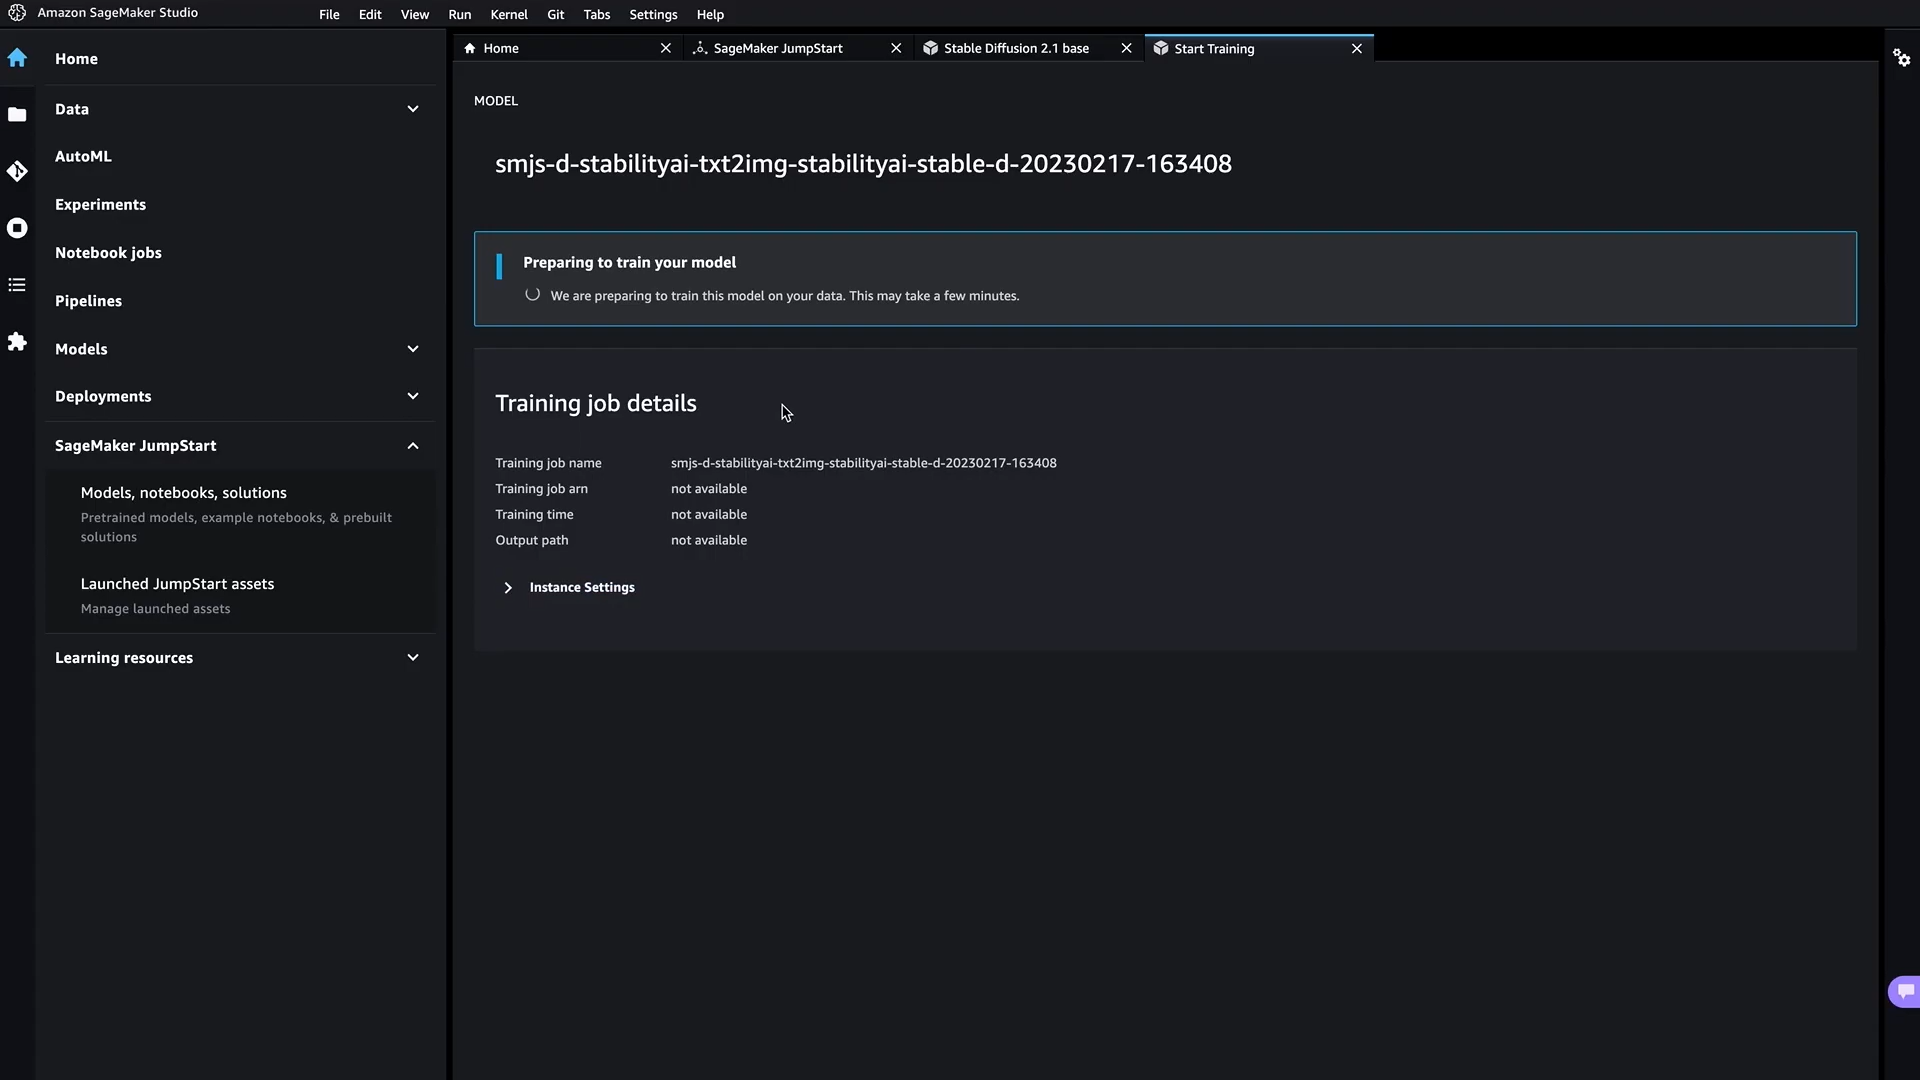 Amazon SageMaker Studio
File Edit View Run Kernel Git Tabs Settings Help
Home
Data
AutoML
Experiments
Notebook jobs
Pipelines
Models
Deployments
SageMaker JumpStart
Models, notebooks, solutions
Pretrained models, example notebooks, & prebuilt
solutions
Launched JumpStart assets
Manage launched assets
Learning resources
Home SageMaker JumpStart Stable Diffusion 2.1 base Start Training
MODEL
smjs-d-stabilityai-txt2img-stabilityai-stable-d-20230217-163408
Preparing to train your model
We are preparing to train this model on your data. This may take a few minutes.
Training job details
Training job name smjs-d-stabilityai-txt2img-stabilityai-stable-d-20230217-163408
Training job arn not available
Training time not available
Output path not available
Instance Settings